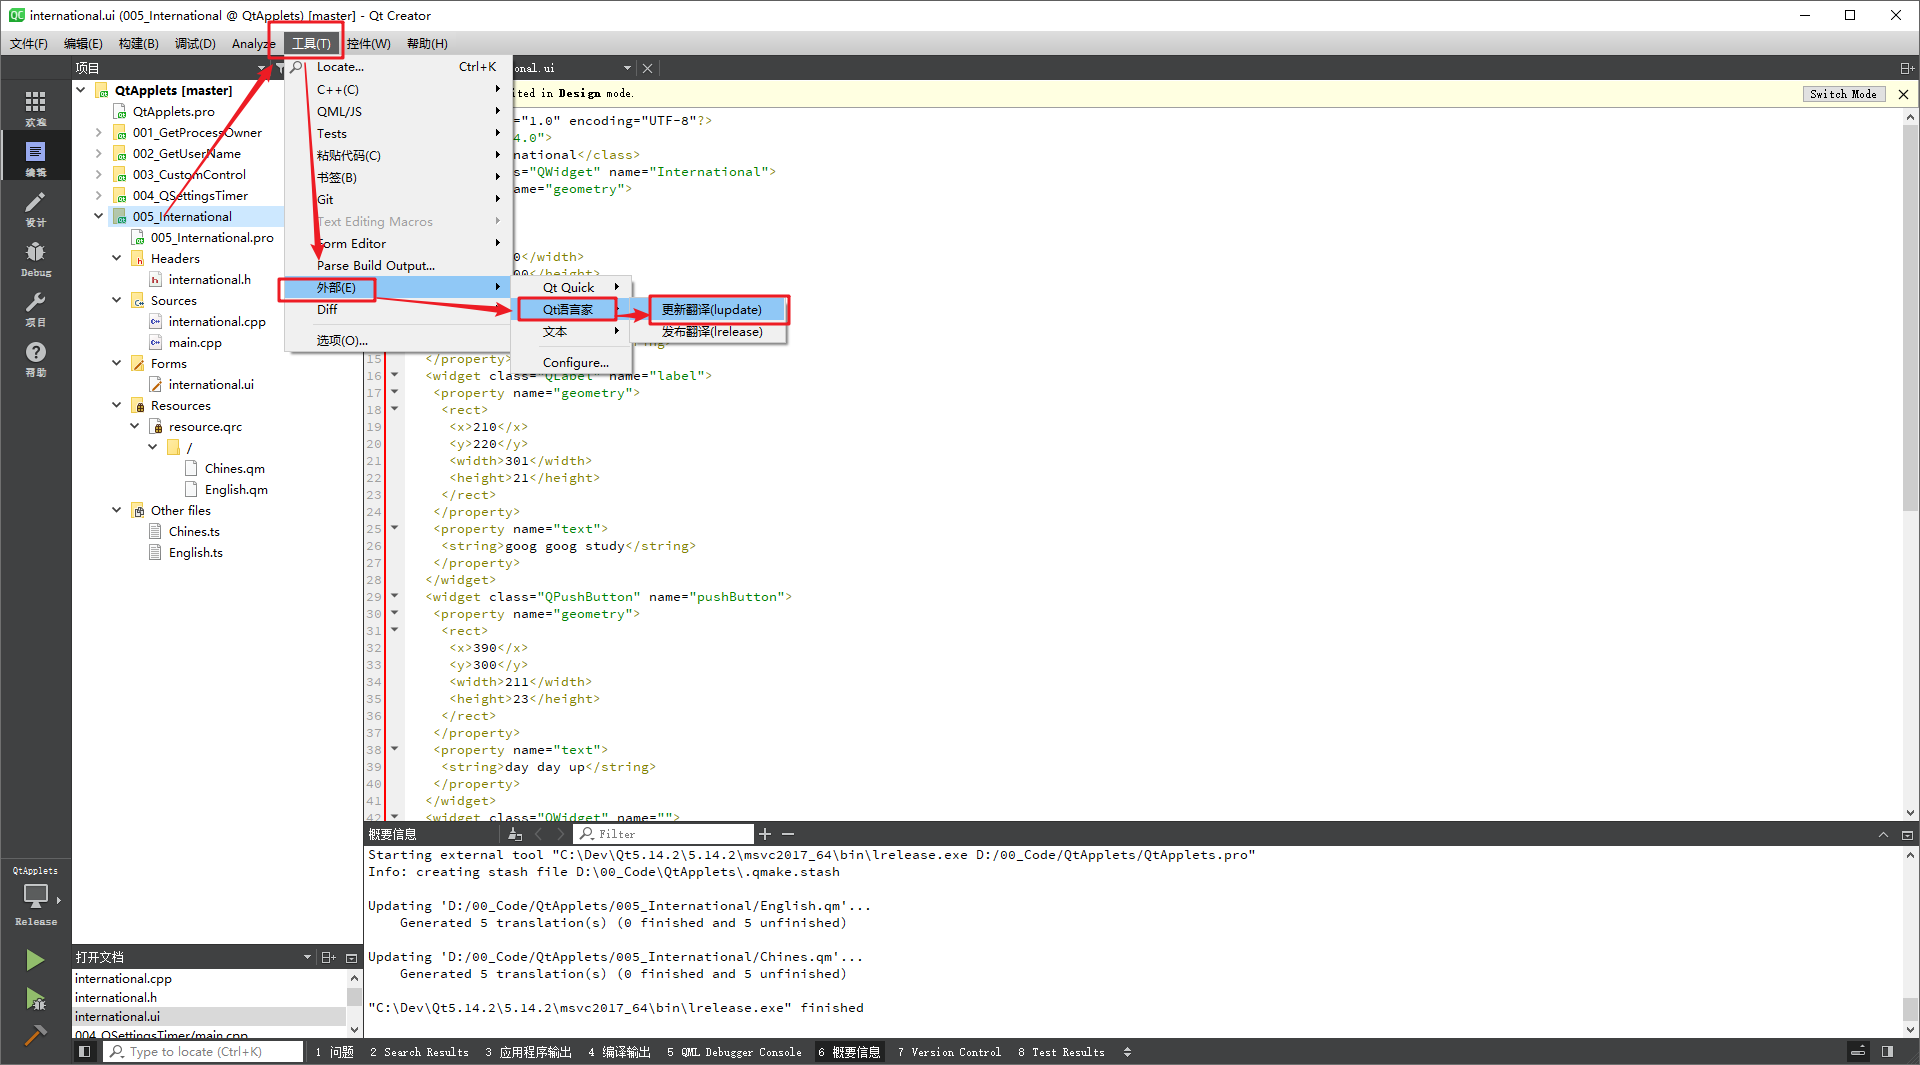 international.ui (005_International @ QtApplets) [master] - Qt Creator
文件(F) 编辑(E) 构建(B) 调试(D) Analyze 工具(T) 控件(W) 帮助(H)
项目
onal.ui
Locate... Ctrl+K
C++(C)
QML/JS
Tests
粘贴代码(C)
书签(B)
Git
Text Editing Macros
Form Editor
Parse Build Output...
外部(E)
Diff
选项(O)...
Qt Quick
Qt语言家
文本
Configure...
更新翻译(lupdate)
发布翻译(lrelease)
欢迎
编辑
设计
Debug
项目
帮助
QtApplets
Release
QtApplets [master]
QtApplets.pro
001_GetProcessOwner
002_GetUserName
003_CustomControl
004_QSettingsTimer
005_International
005_International.pro
Headers
international.h
Sources
international.cpp
main.cpp
Forms
international.ui
Resources
resource.qrc
/
Chines.qm
English.qm
Other files
Chines.ts
English.ts
ited in Design mode.
Switch Mode
="1.0" encoding="UTF-8"?>
4.0">
national</class>
s="QWidget" name="International">
ame="geometry">
0</width>
00</height>
15 </property>
16 <widget class="QLabel" name="label">
17 <property name="geometry">
18 <rect>
19 <x>210</x>
20 <y>220</y>
21 <width>301</width>
22 <height>21</height>
23 </rect>
24 </property>
25 <property name="text">
26 <string>goog goog study</string>
27 </property>
28 </widget>
29 <widget class="QPushButton" name="pushButton">
30 <property name="geometry">
31 <rect>
32 <x>390</x>
33 <y>300</y>
34 <width>211</width>
35 <height>23</height>
36 </rect>
37 </property>
38 <property name="text">
39 <string>day day up</string>
40 </property>
41 </widget>
42 <widget class="QWidget" name="">
概要信息
Filter
Starting external tool "C:\Dev\Qt5.14.2\5.14.2\msvc2017_64\bin\lrelease.exe D:/00_Code/QtApplets/QtApplets.pro"
Info: creating stash file D:\00_Code\QtApplets\.qmake.stash
Updating 'D:/00_Code/QtApplets/005_International/English.qm'...
Generated 5 translation(s) (0 finished and 5 unfinished)
Updating 'D:/00_Code/QtApplets/005_International/Chines.qm'...
Generated 5 translation(s) (0 finished and 5 unfinished)
"C:\Dev\Qt5.14.2\5.14.2\msvc2017_64\bin\lrelease.exe" finished
打开文档
international.cpp
international.h
international.ui
004_QSettingsTimer/main.cpp
Type to locate (Ctrl+K)
1 问题 2 Search Results 3 应用程序输出 4 编译输出 5 QML Debugger Console 6 概要信息 7 Version Control 8 Test Results